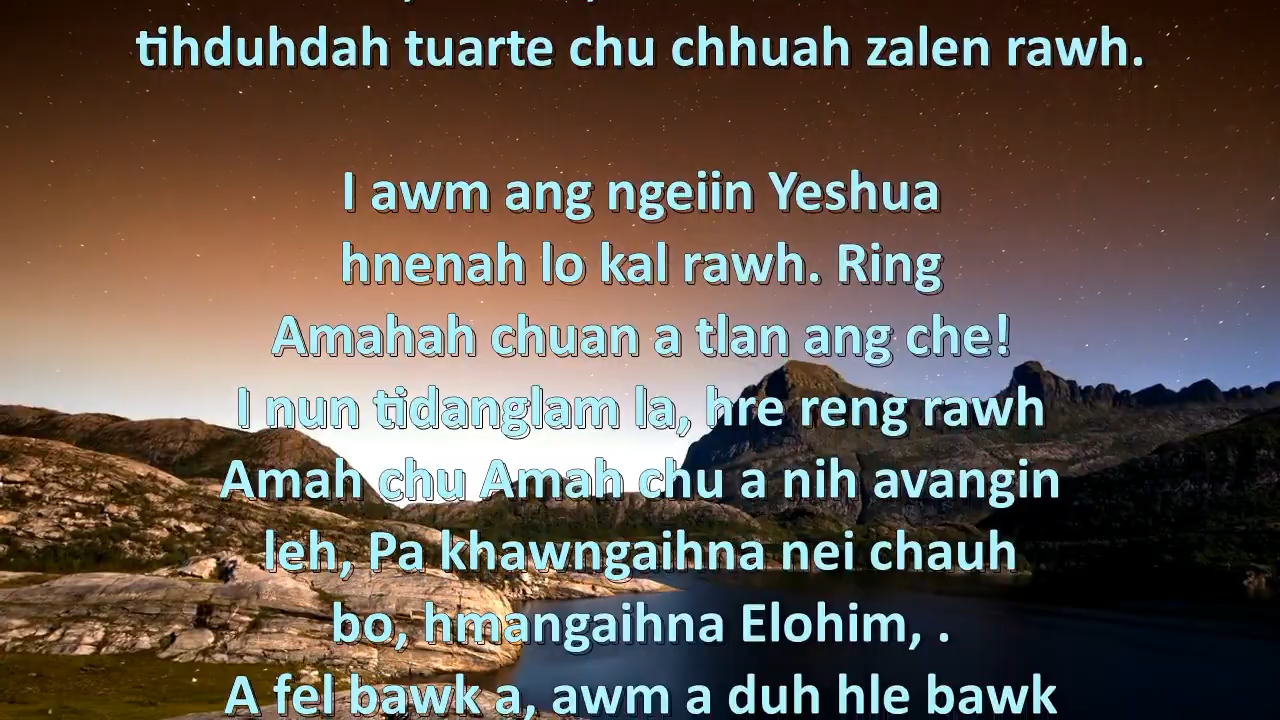 tihduhdah tuarte chu chhuah zalen rawh.
I awm ang ngeiin Yeshua
hnenah lo kal rawh. Ring
Amahah chuan a tlan ang che!
I nun tidanglam la, hre reng rawh
Amah chu Amah chu a nih avangin
leh, Pa khawngaihna nei chauh
bo, hmangaihna Elohim, .
A fel bawk a, awm a duh hle bawk